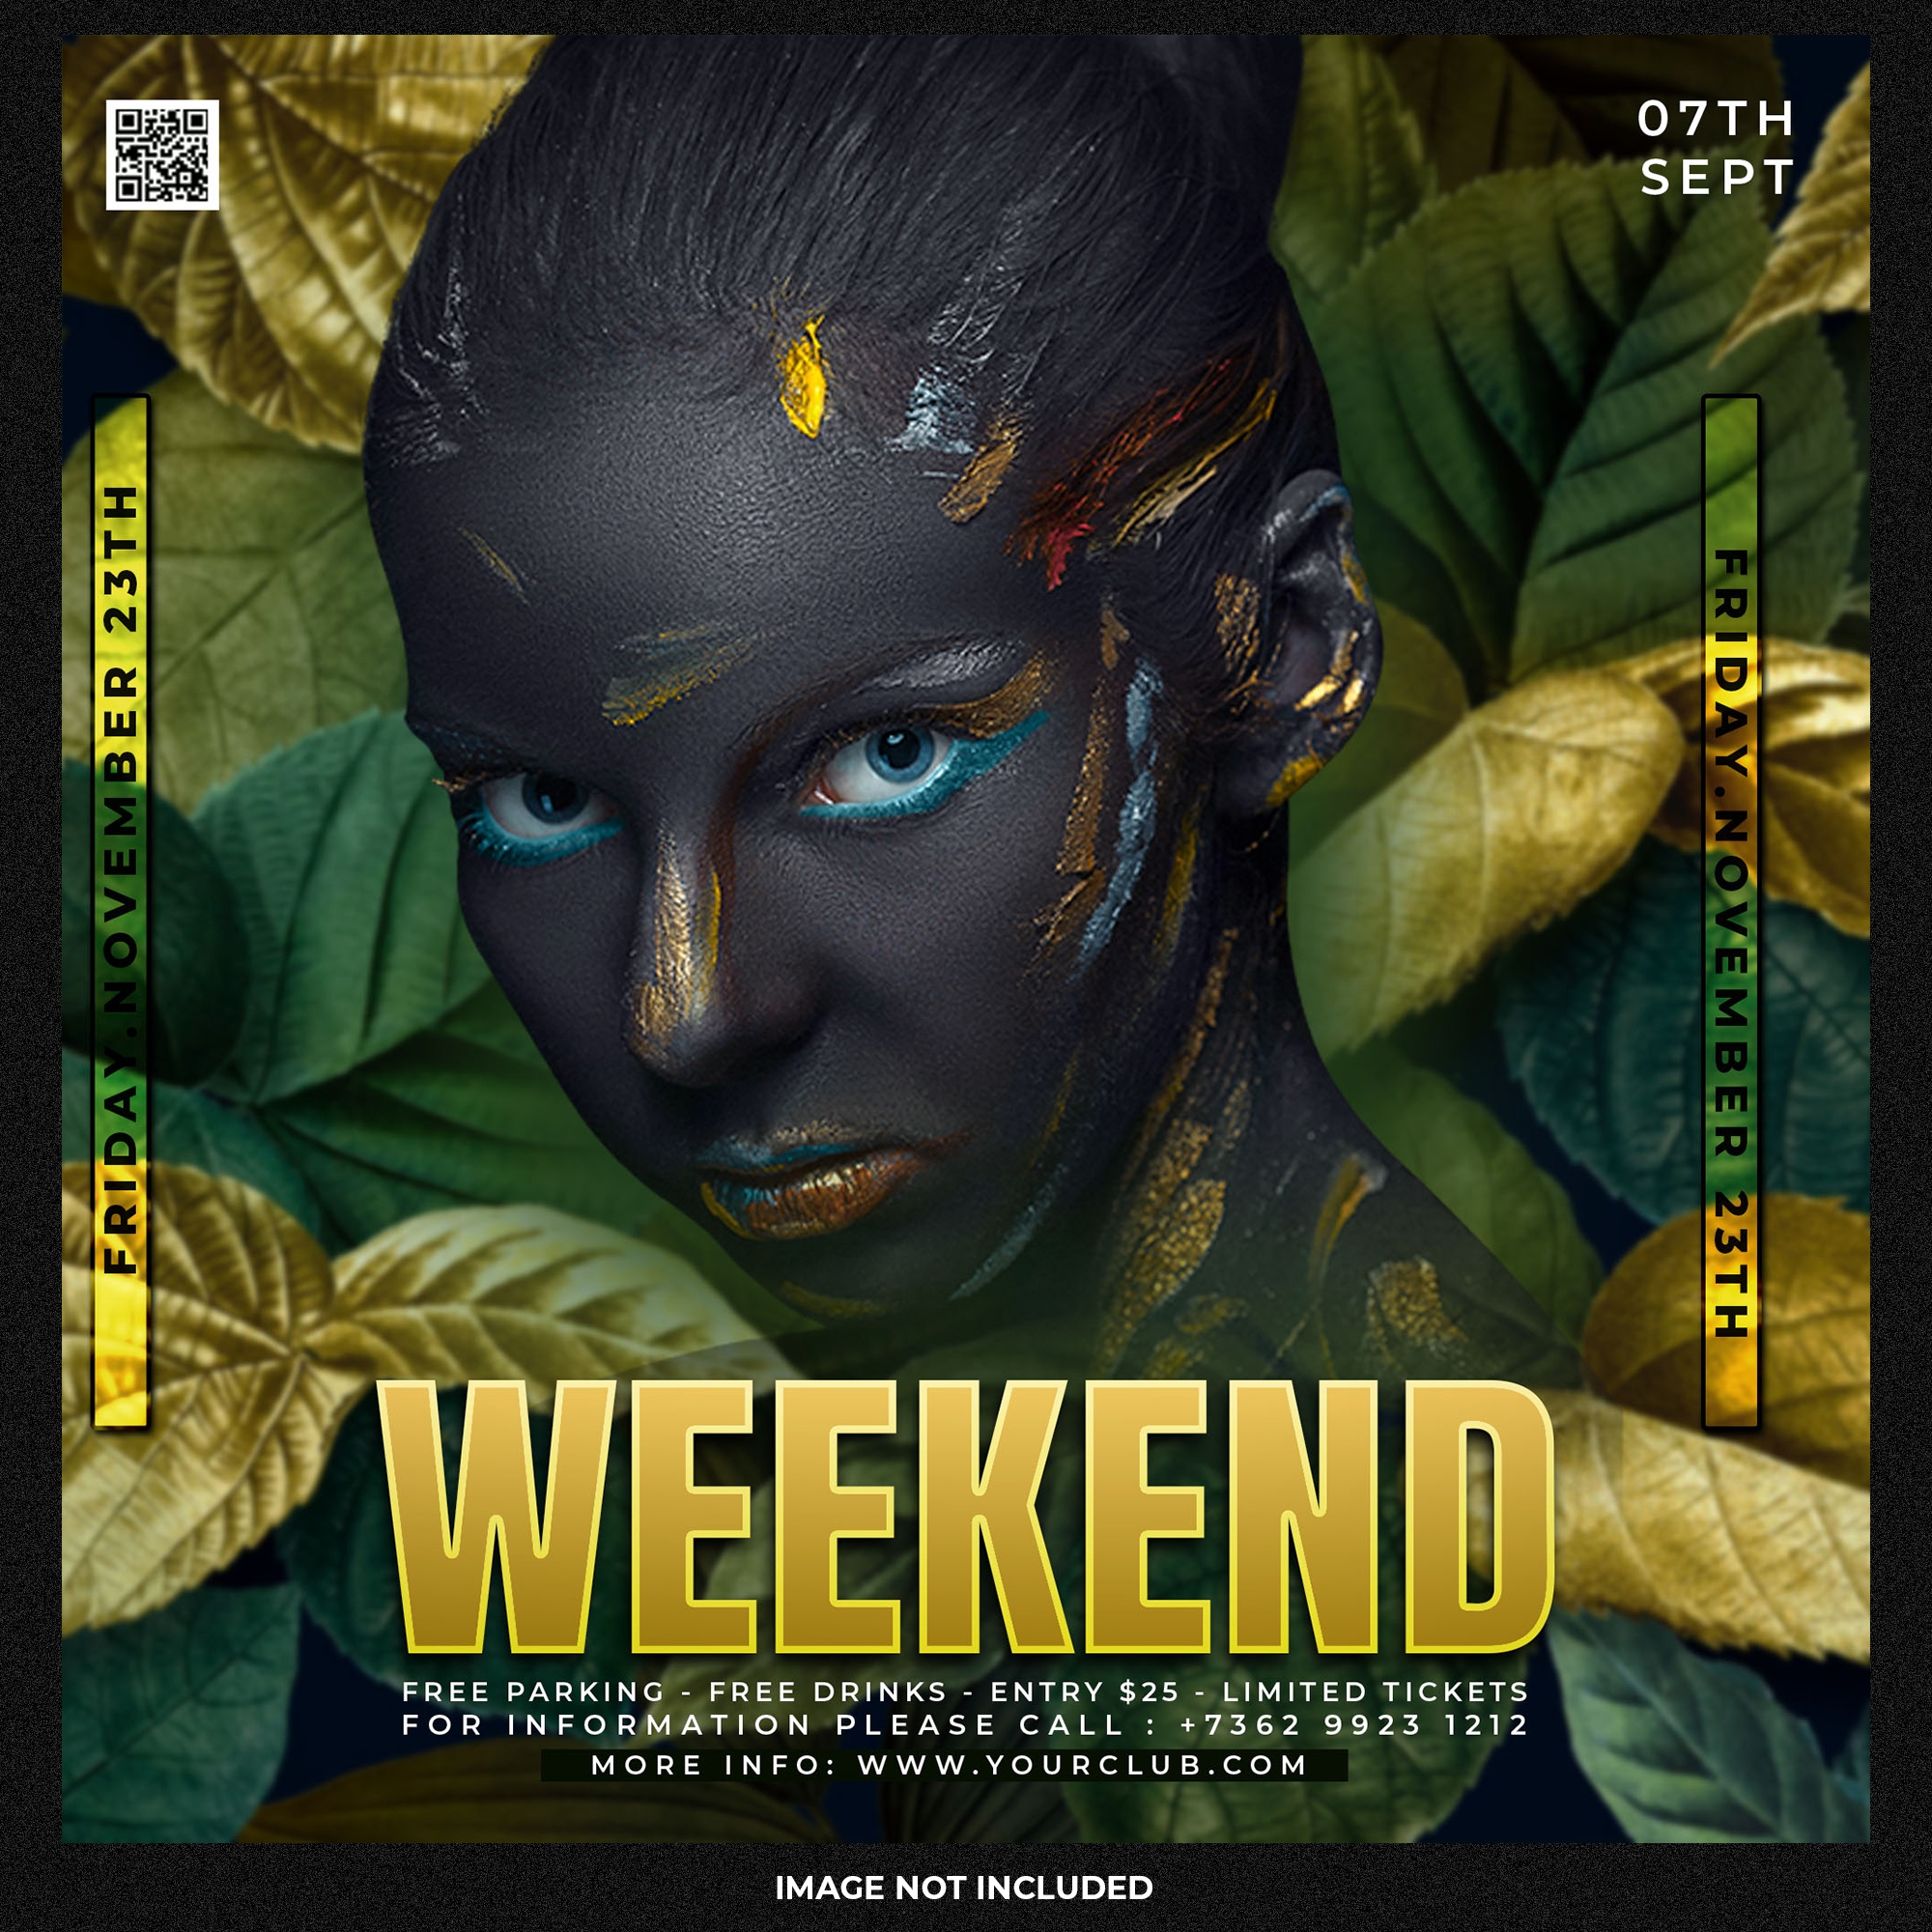 07TH
SEPT
FRIDAY.NOVEMBER 23TH
FRIDAY.NOVEMBER 23TH
WEEKEND
FREE PARKING - FREE DRINKS - ENTRY $25 - LIMITED TICKETS
FOR INFORMATION PLEASE CALL : +7362 9923 1212
MORE INFO: WWW.YOURCLUB.COM
IMAGE NOT INCLUDED